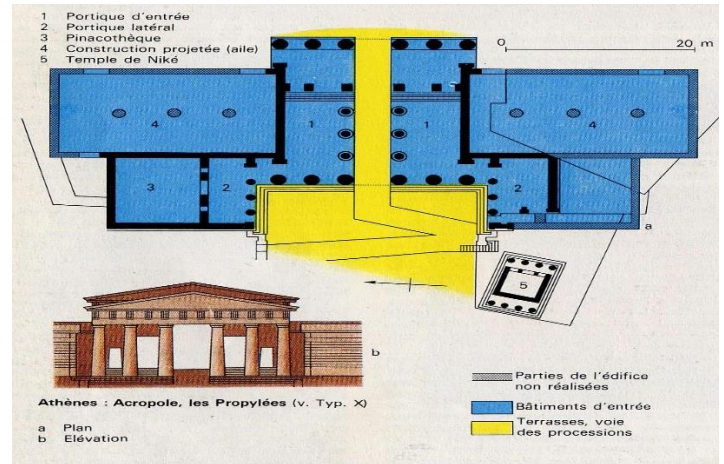 1 Portique d'entrée
2 Portique latéral
3 Pinacothèque
4 Construction projetée (aile)
5 Temple de Niké
0 20 m
4
1
1
4
3
2
2
a
5
b
Athènes : Acropole, les Propylées (v. Typ. X)
a Plan
b Elévation
Parties de l'édifice
non réalisées
Bâtiments d'entrée
Terrasses, voie
des processions